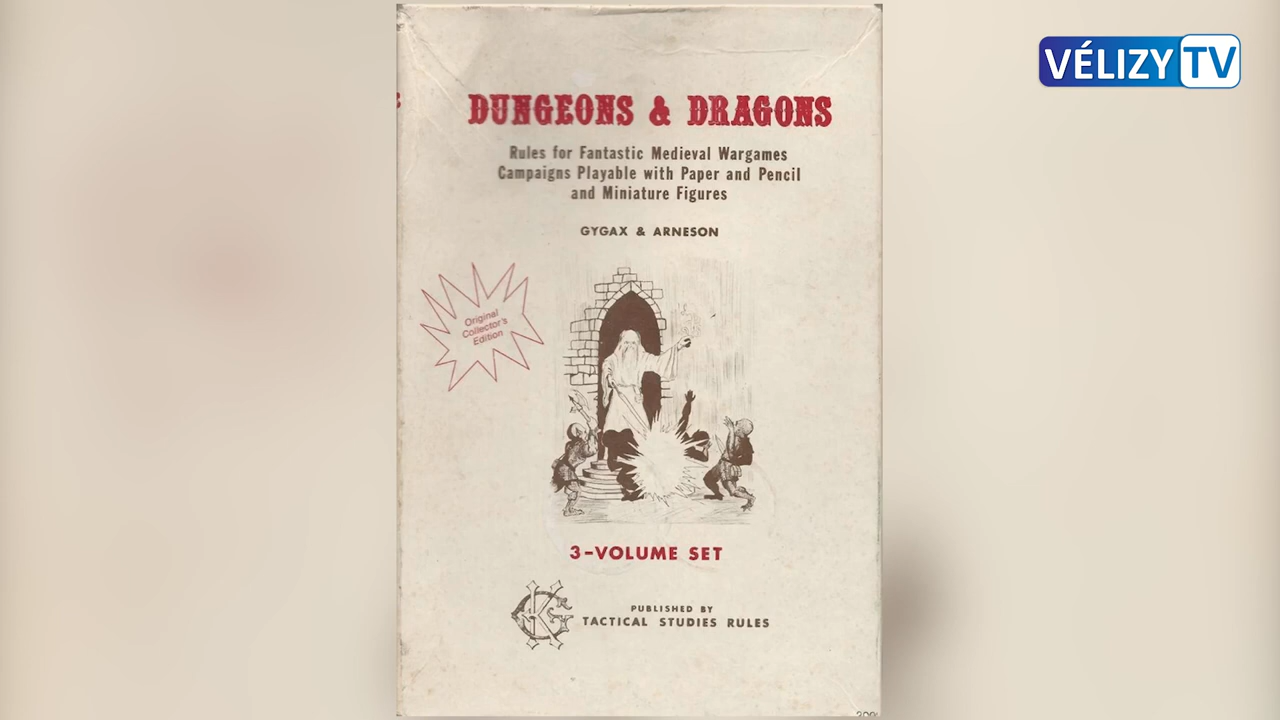 VÉLIZY TV
DUNGEONS & DRAGONS
Rules for Fantastic Medieval Wargames
Campaigns Playable with Paper and Pencil
and Miniature Figures
GYGAX & ARNESON
Original
Collector's
Edition
3-VOLUME SET
PUBLISHED BY
TACTICAL STUDIES RULES